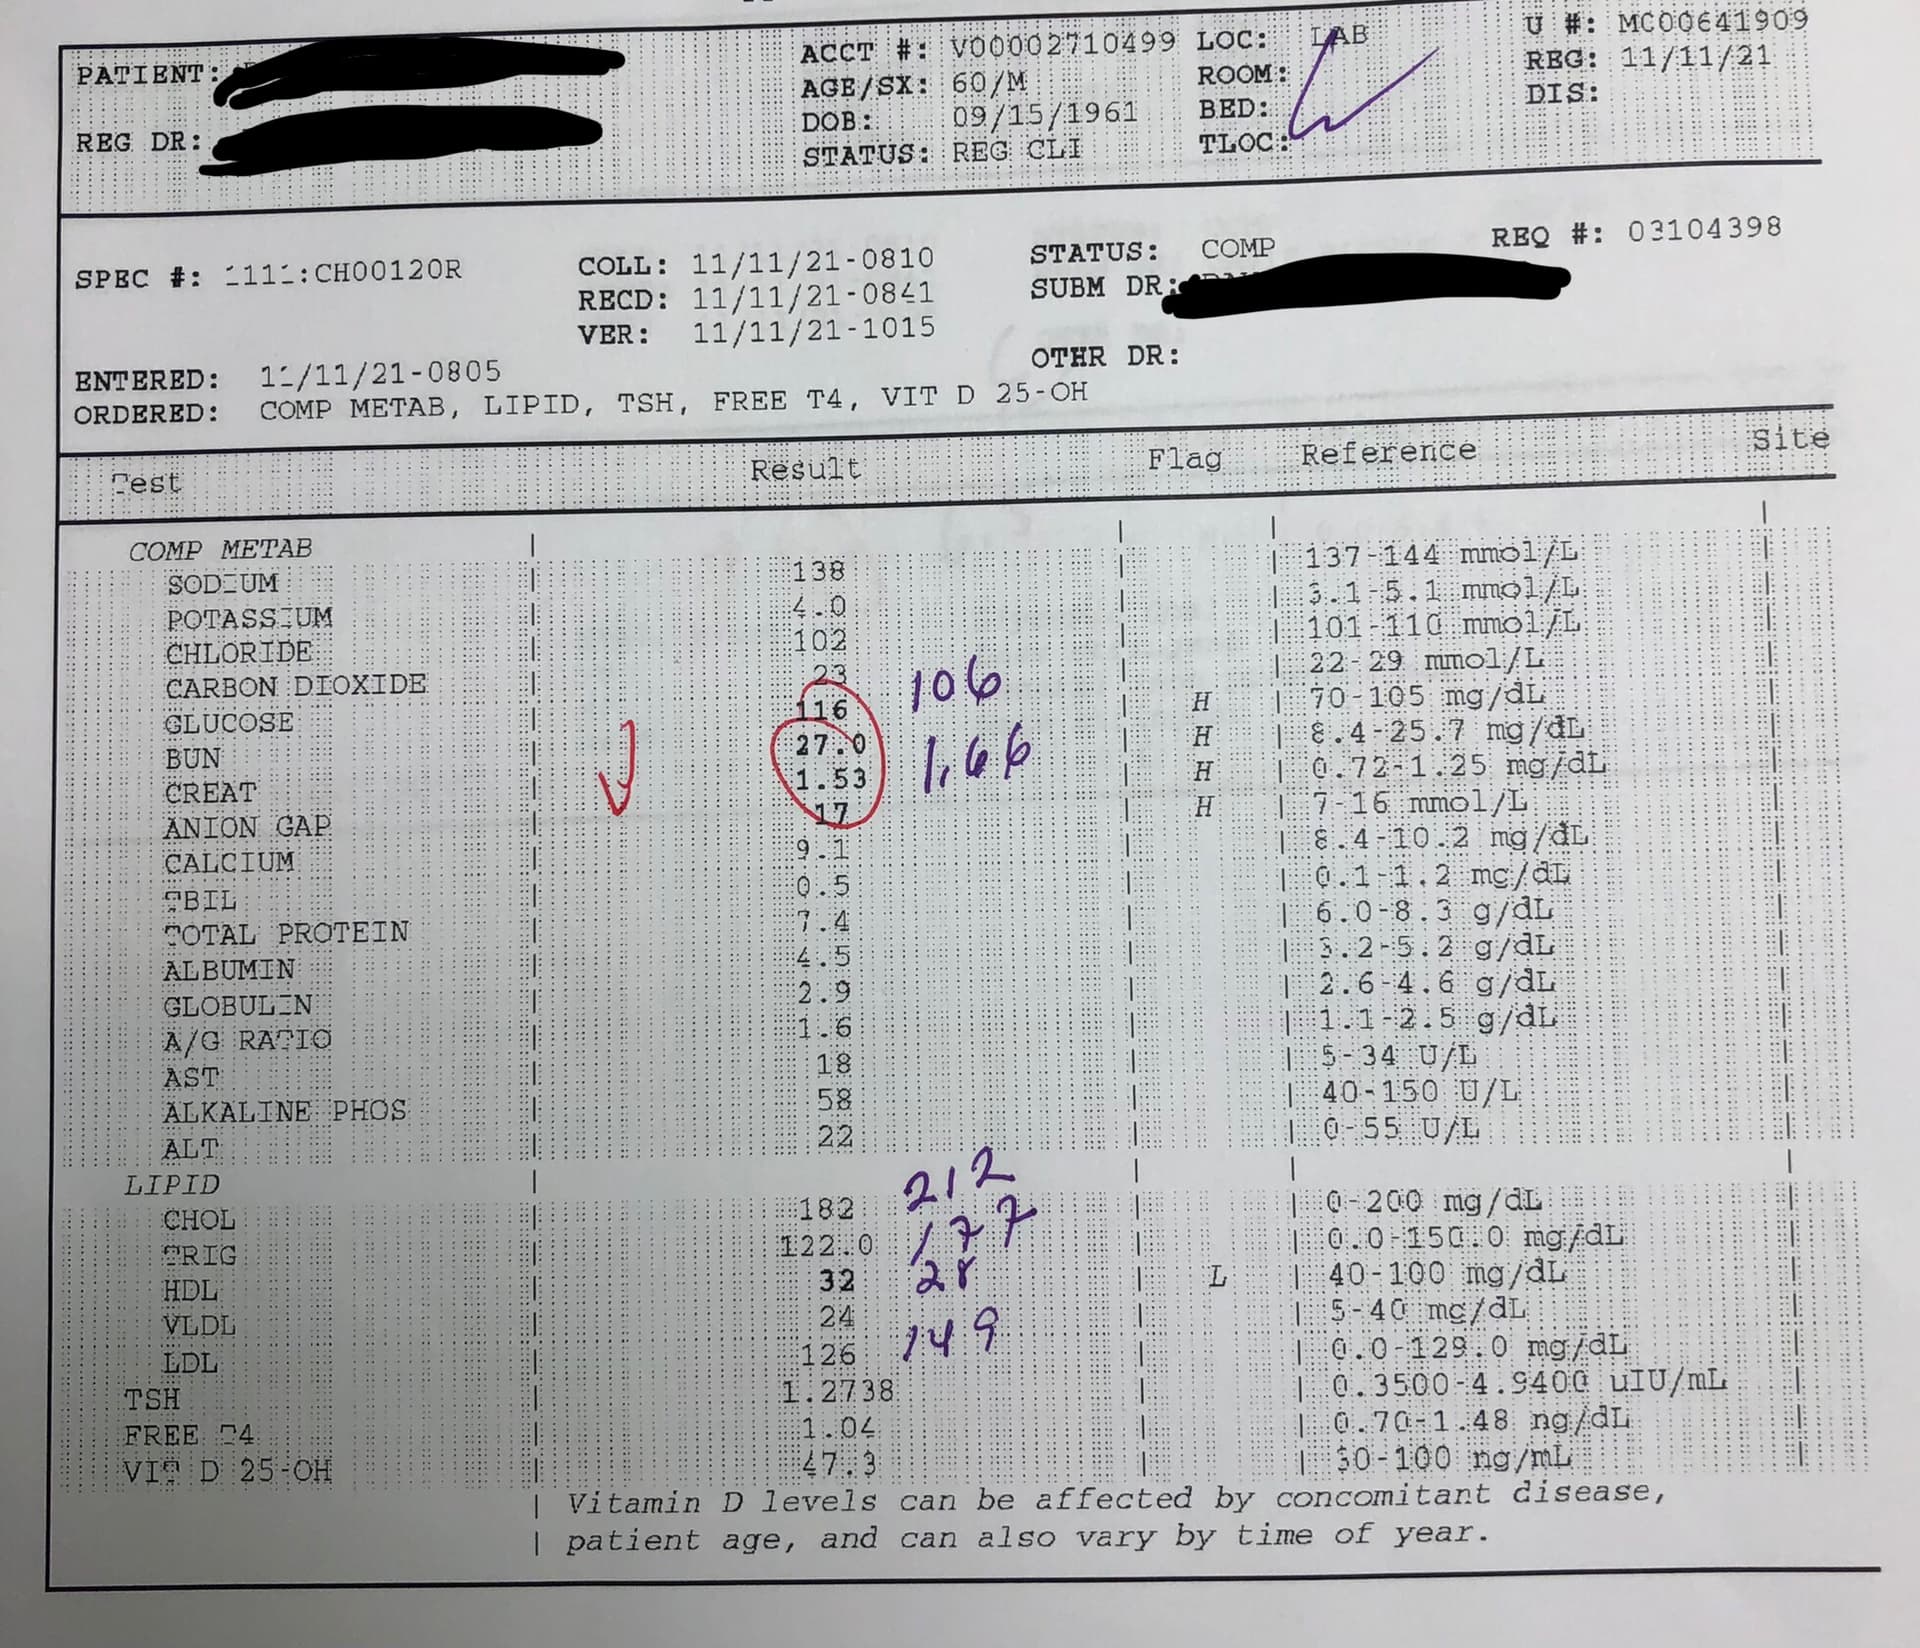 PATIENT: ACCT #: V00002710499 LOC: LAB U #: MC00641909
AGE/SX: 60/M ROOM: REG: 11/11/21
REG DR: DOB: 09/15/1961 BED: DIS:
STATUS: REG CLI TLOC:
SPEC #: 1111:CH00120R COLL: 11/11/21-0810 STATUS: COMP REQ #: 03104398
RECD: 11/11/21-0841 SUBM DR:
VER: 11/11/21-1015
ENTERED: 11/11/21-0805 OTHR DR:
ORDERED: COMP METAB, LIPID, TSH, FREE T4, VIT D 25-OH
Test Result Flag Reference Site
COMP METAB
SODIUM 138 137-144 mmol/L
POTASSIUM 4.0 3.1-5.1 mmol/L
CHLORIDE 102 101-110 mmol/L
CARBON DIOXIDE 23 22-29 mmol/L
GLUCOSE 116 106 H 70-105 mg/dL
BUN 27.0 H 8.4-25.7 mg/dL
CREAT 1.53 1.66 H 0.72-1.25 mg/dL
ANION GAP 17 H 7-16 mmol/L
CALCIUM 9.1 8.4-10.2 mg/dL
TBIL 0.5 0.1-1.2 mg/dL
TOTAL PROTEIN 7.4 6.0-8.3 g/dL
ALBUMIN 4.5 3.2-5.2 g/dL
GLOBULIN 2.9 2.6-4.6 g/dL
A/G RATIO 1.6 1.1-2.5 g/dL
AST 18 5-34 U/L
ALKALINE PHOS 58 40-150 U/L
ALT 22 0-55 U/L
LIPID
CHOL 182 212 0-200 mg/dL
TRIG 122.0 177 0.0-150.0 mg/dL
HDL 32 28 L 40-100 mg/dL
VLDL 24 5-40 mg/dL
LDL 126 149 0.0-129.0 mg/dL
TSH 1.2738 0.3500-4.9400 uIU/mL
FREE T4 1.04 0.70-1.48 ng/dL
VIT D 25-OH 47.3 30-100 ng/mL
Vitamin D levels can be affected by concomitant disease,
patient age, and can also vary by time of year.